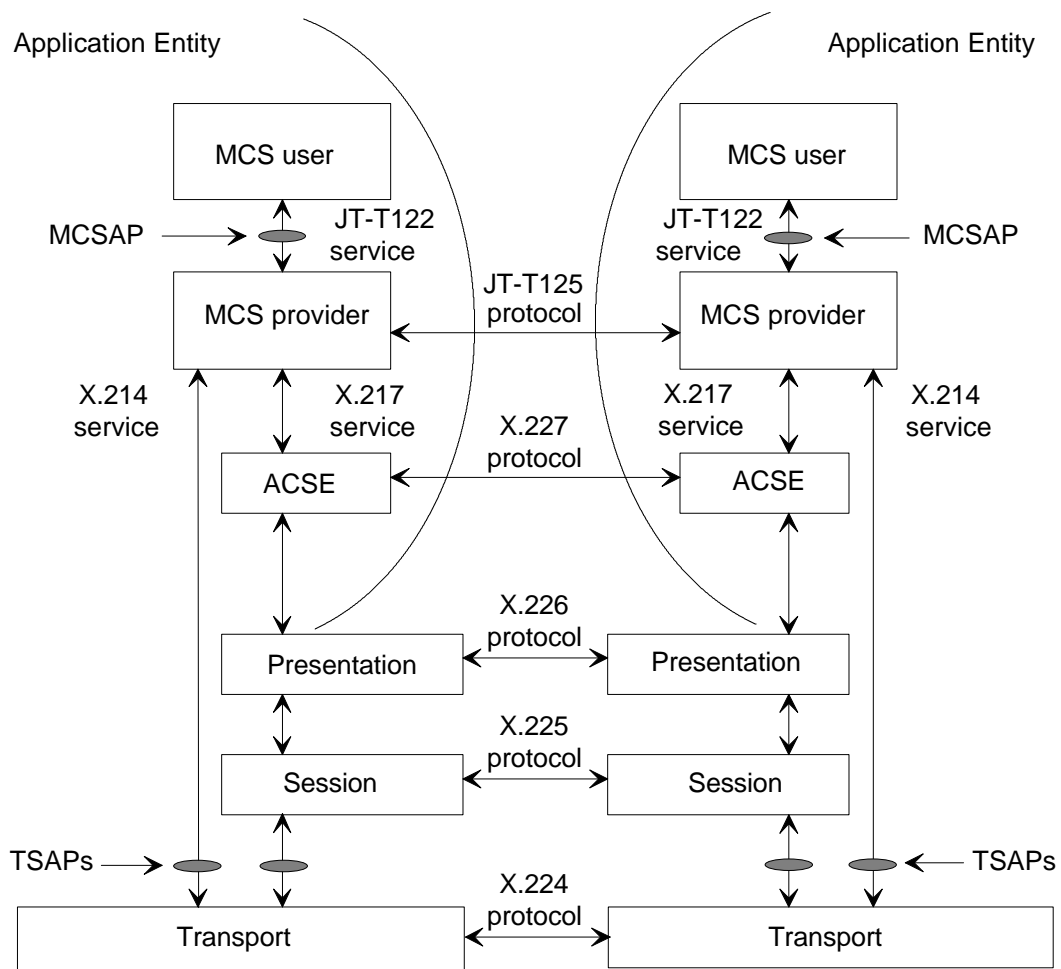 Application Entity
Application Entity
MCS user
MCS user
MCSAP
JT-T122
service
JT-T122
service
MCSAP
JT-T125
protocol
MCS provider
MCS provider
X.214
service
X.217
service
X.217
service
X.214
service
X.227
protocol
ACSE
ACSE
X.226
protocol
Presentation
Presentation
X.225
protocol
Session
Session
TSAPs
TSAPs
X.224
protocol
Transport
Transport